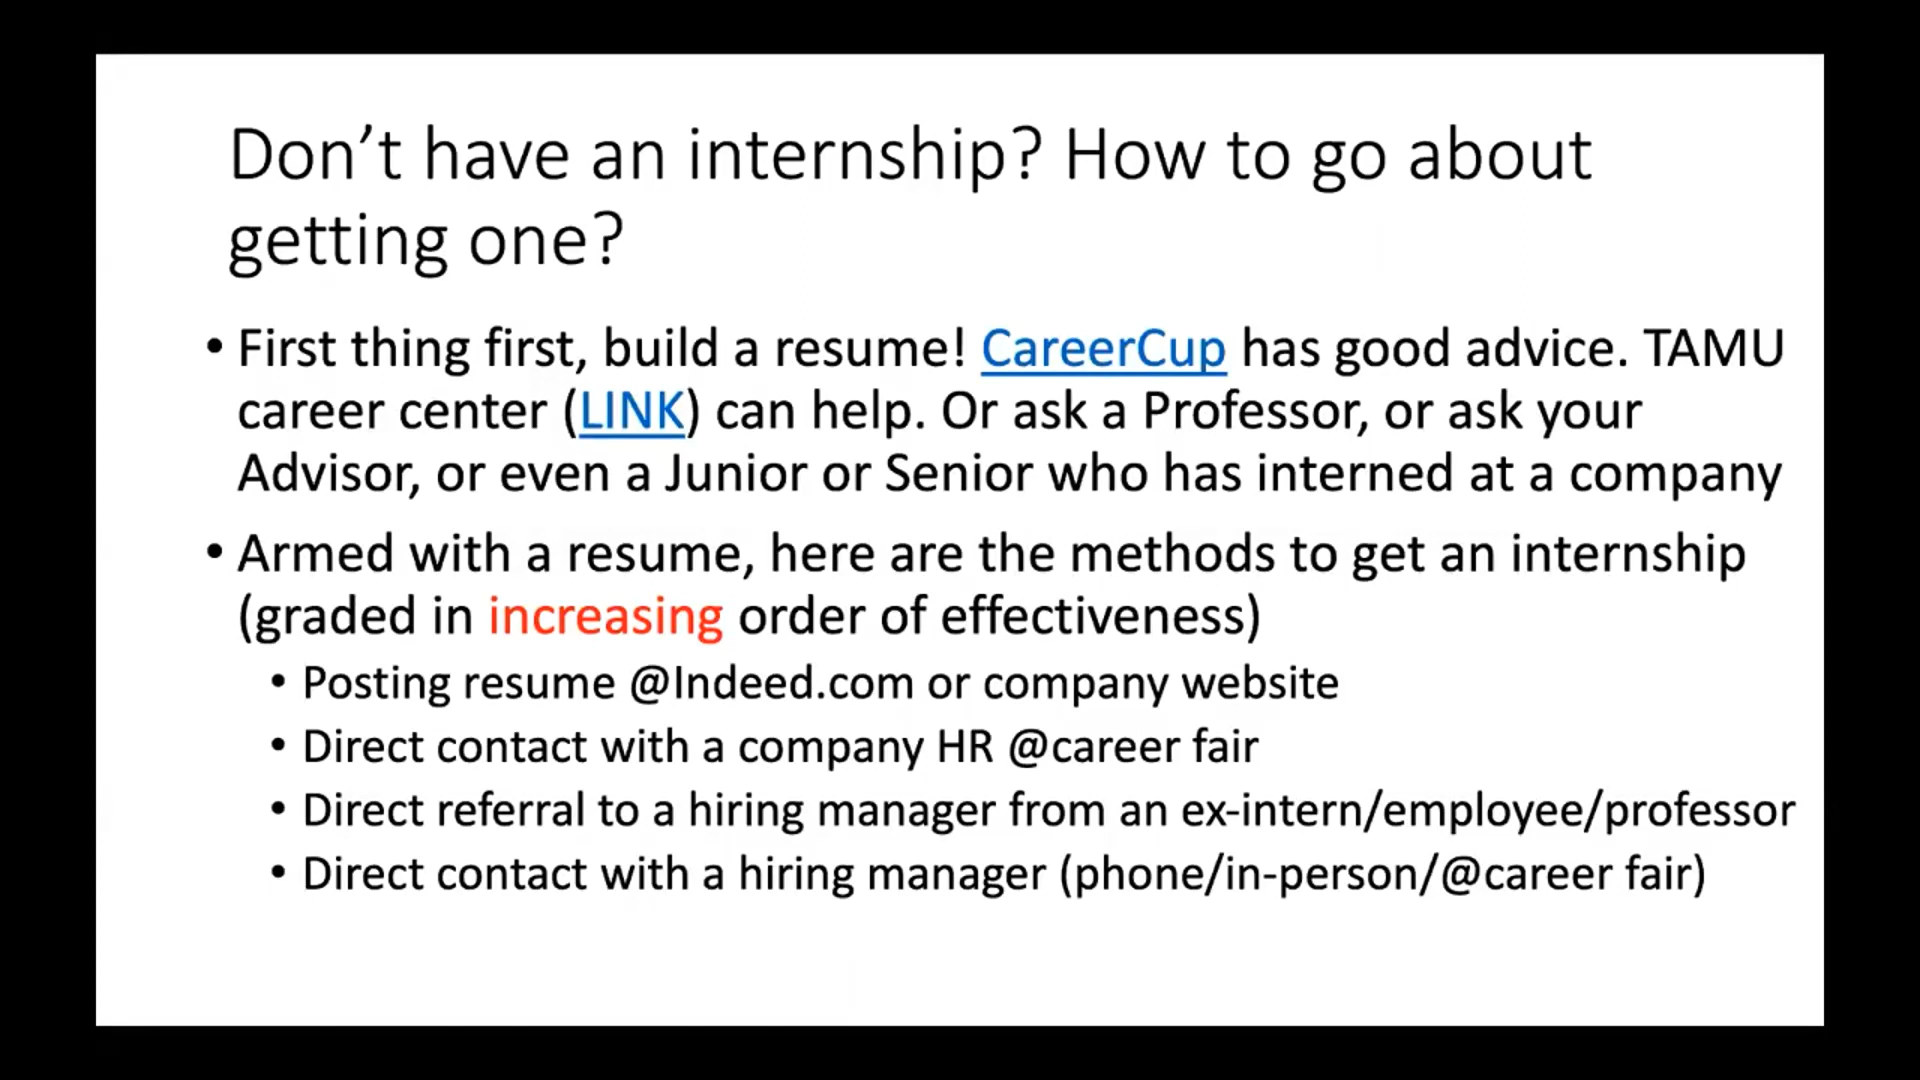 Don’t have an internship? How to go about
getting one?
• First thing first, build a resume! CareerCup has good advice. TAMU
career center (LINK) can help. Or ask a Professor, or ask your
Advisor, or even a Junior or Senior who has interned at a company
• Armed with a resume, here are the methods to get an internship
(graded in increasing order of effectiveness)
• Posting resume @Indeed.com or company website
• Direct contact with a company HR @career fair
• Direct referral to a hiring manager from an ex-intern/employee/professor
• Direct contact with a hiring manager (phone/in-person/@career fair)